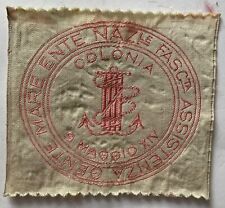 ENTE NAZ.LE FASC.TA ASSISTENZA GENTE MARE
COLONIA
9 MAGGIO XIV